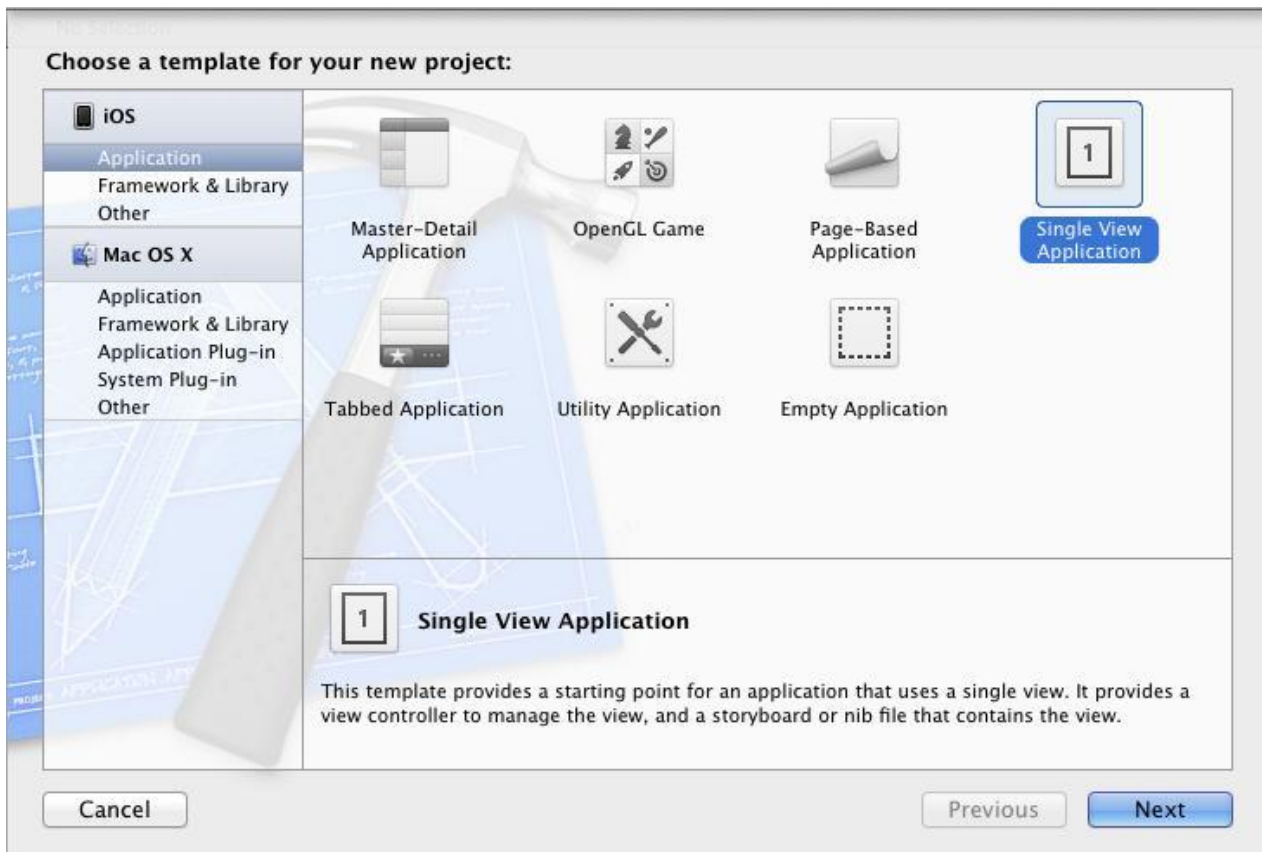 No Selection
Choose a template for your new project:
iOS
Application
Framework & Library
Other
Mac OS X
Application
Framework & Library
Application Plug-in
System Plug-in
Other
Master-Detail
Application
OpenGL Game
Page-Based
Application
1
Single View
Application
Tabbed Application
Utility Application
Empty Application
1
Single View Application
This template provides a starting point for an application that uses a single view. It provides a
view controller to manage the view, and a storyboard or nib file that contains the view.
Cancel
Previous
Next